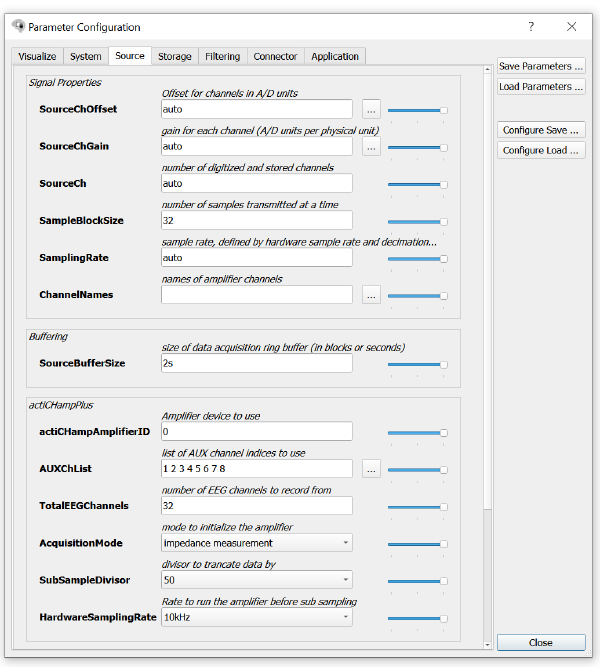 Parameter Configuration
?
Visualize System Source Storage Filtering Connector Application
Save Parameters ...
Load Parameters ...
Configure Save ...
Configure Load ...
Signal Properties
Offset for channels in A/D units
SourceChOffset auto ...
gain for each channel (A/D units per physical unit)
SourceChGain auto ...
number of digitized and stored channels
SourceCh auto
number of samples transmitted at a time
SampleBlockSize 32
sample rate, defined by hardware sample rate and decimation...
SamplingRate auto
names of amplifier channels
ChannelNames ...
Buffering
size of data acquisition ring buffer (in blocks or seconds)
SourceBufferSize 2s
actiCHampPlus
Amplifier device to use
actiCHampAmplifierID 0
list of AUX channel indices to use
AUXChList 1 2 3 4 5 6 7 8 ...
number of EEG channels to record from
TotalEEGChannels 32
mode to initialize the amplifier
AcquisitionMode impedance measurement
divisor to trancate data by
SubSampleDivisor 50
Rate to run the amplifier before sub sampling
HardwareSamplingRate 10kHz
Close